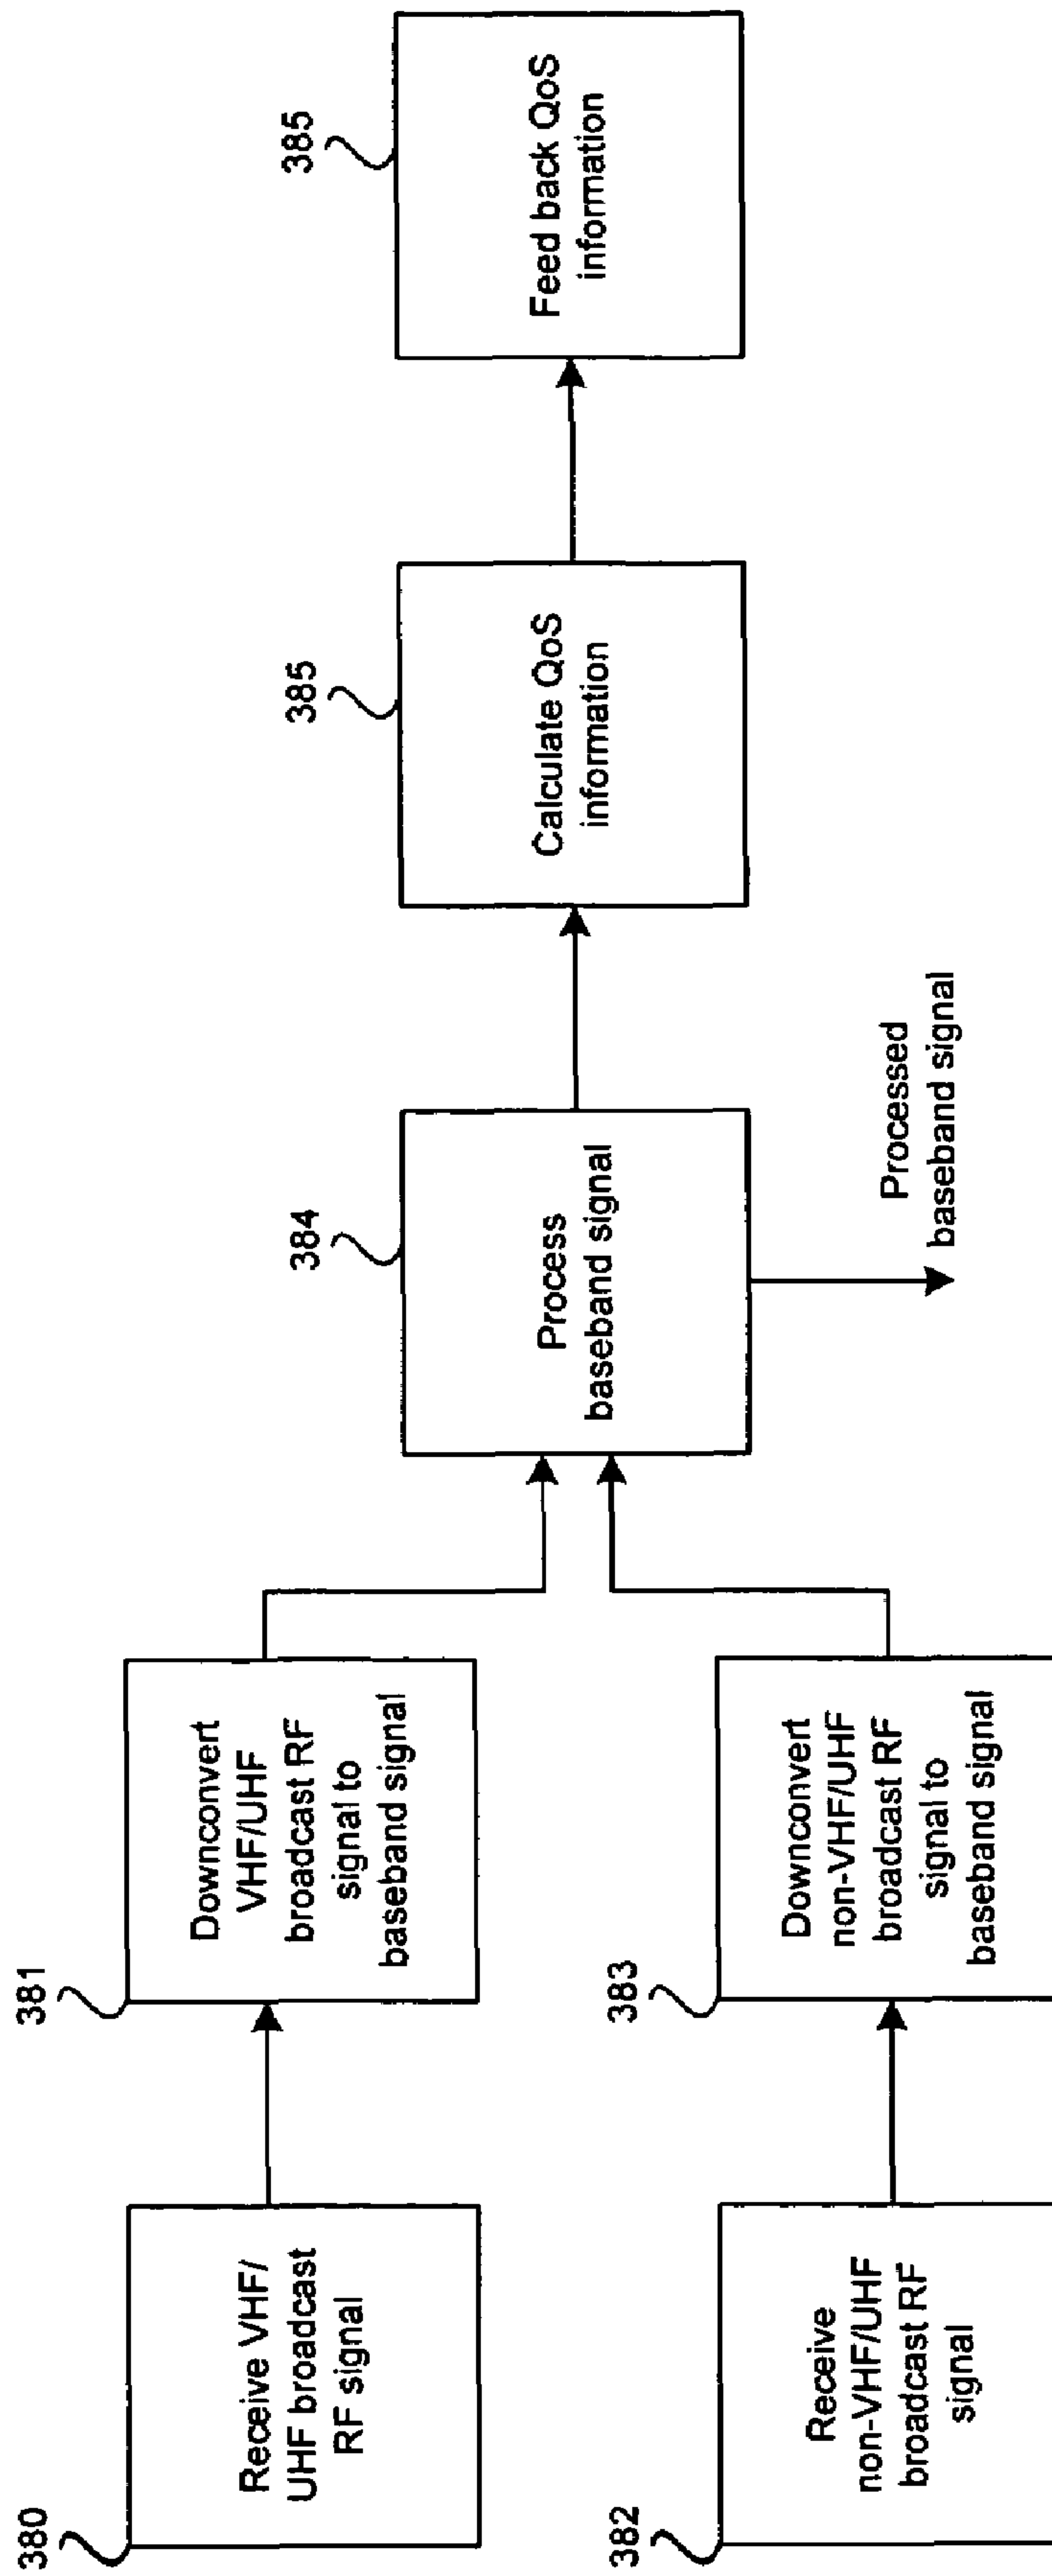 380
Receive VHF/
UHF broadcast
RF signal
381
Downconvert
VHF/UHF
broadcast RF
signal to
baseband signal
382
Receive
non-VHF/UHF
broadcast RF
signal
383
Downconvert
non-VHF/UHF
broadcast RF
signal to
baseband signal
384
Process
baseband signal
Processed
baseband signal
385
Calculate QoS
information
385
Feed back QoS
information